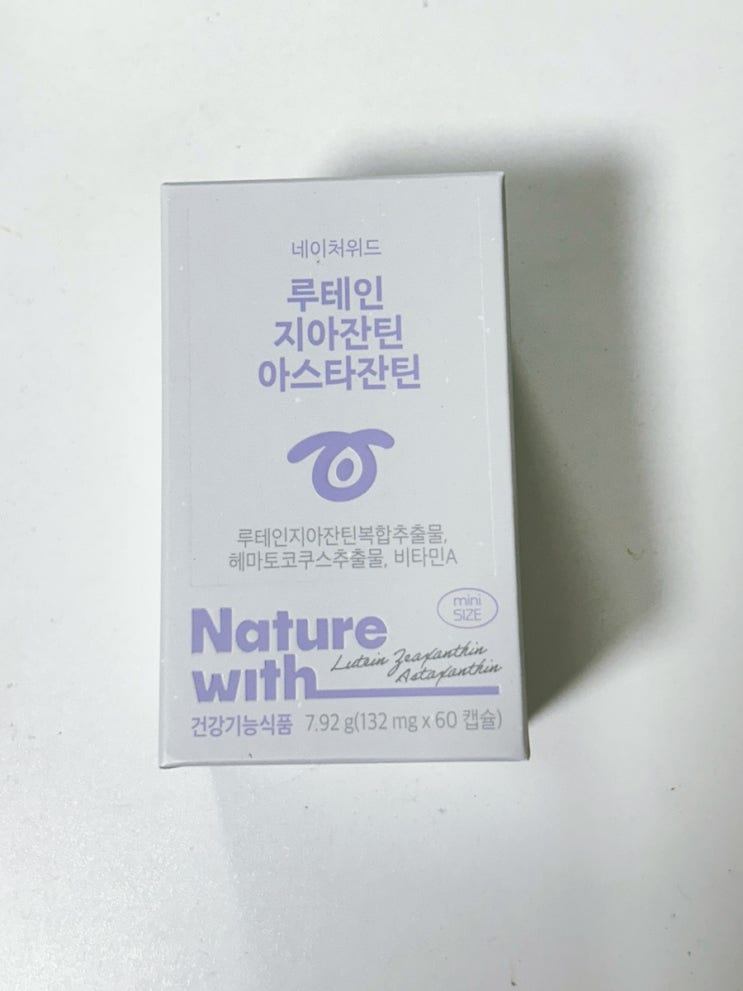 네이처위드
루테인
지아잔틴
아스타잔틴
루테인지아잔틴복합추출물,
헤마토코쿠스추출물, 비타민A
mini
SIZE
Nature
with
Lutein Zeaxanthin
Astaxanthin
건강기능식품 7.92 g(132 mg x 60 캡슐)